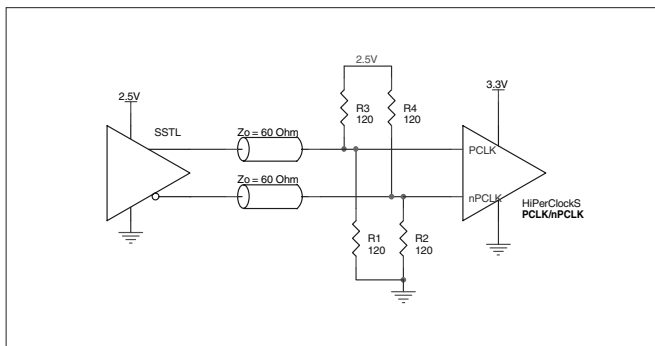 2.5V
3.3V
2.5V
R3
120
R4
120
SSTL
Zo = 60 Ohm
PCLK
Zo = 60 Ohm
nPCLK
HiPerClockS
PCLK/nPCLK
R1
120
R2
120